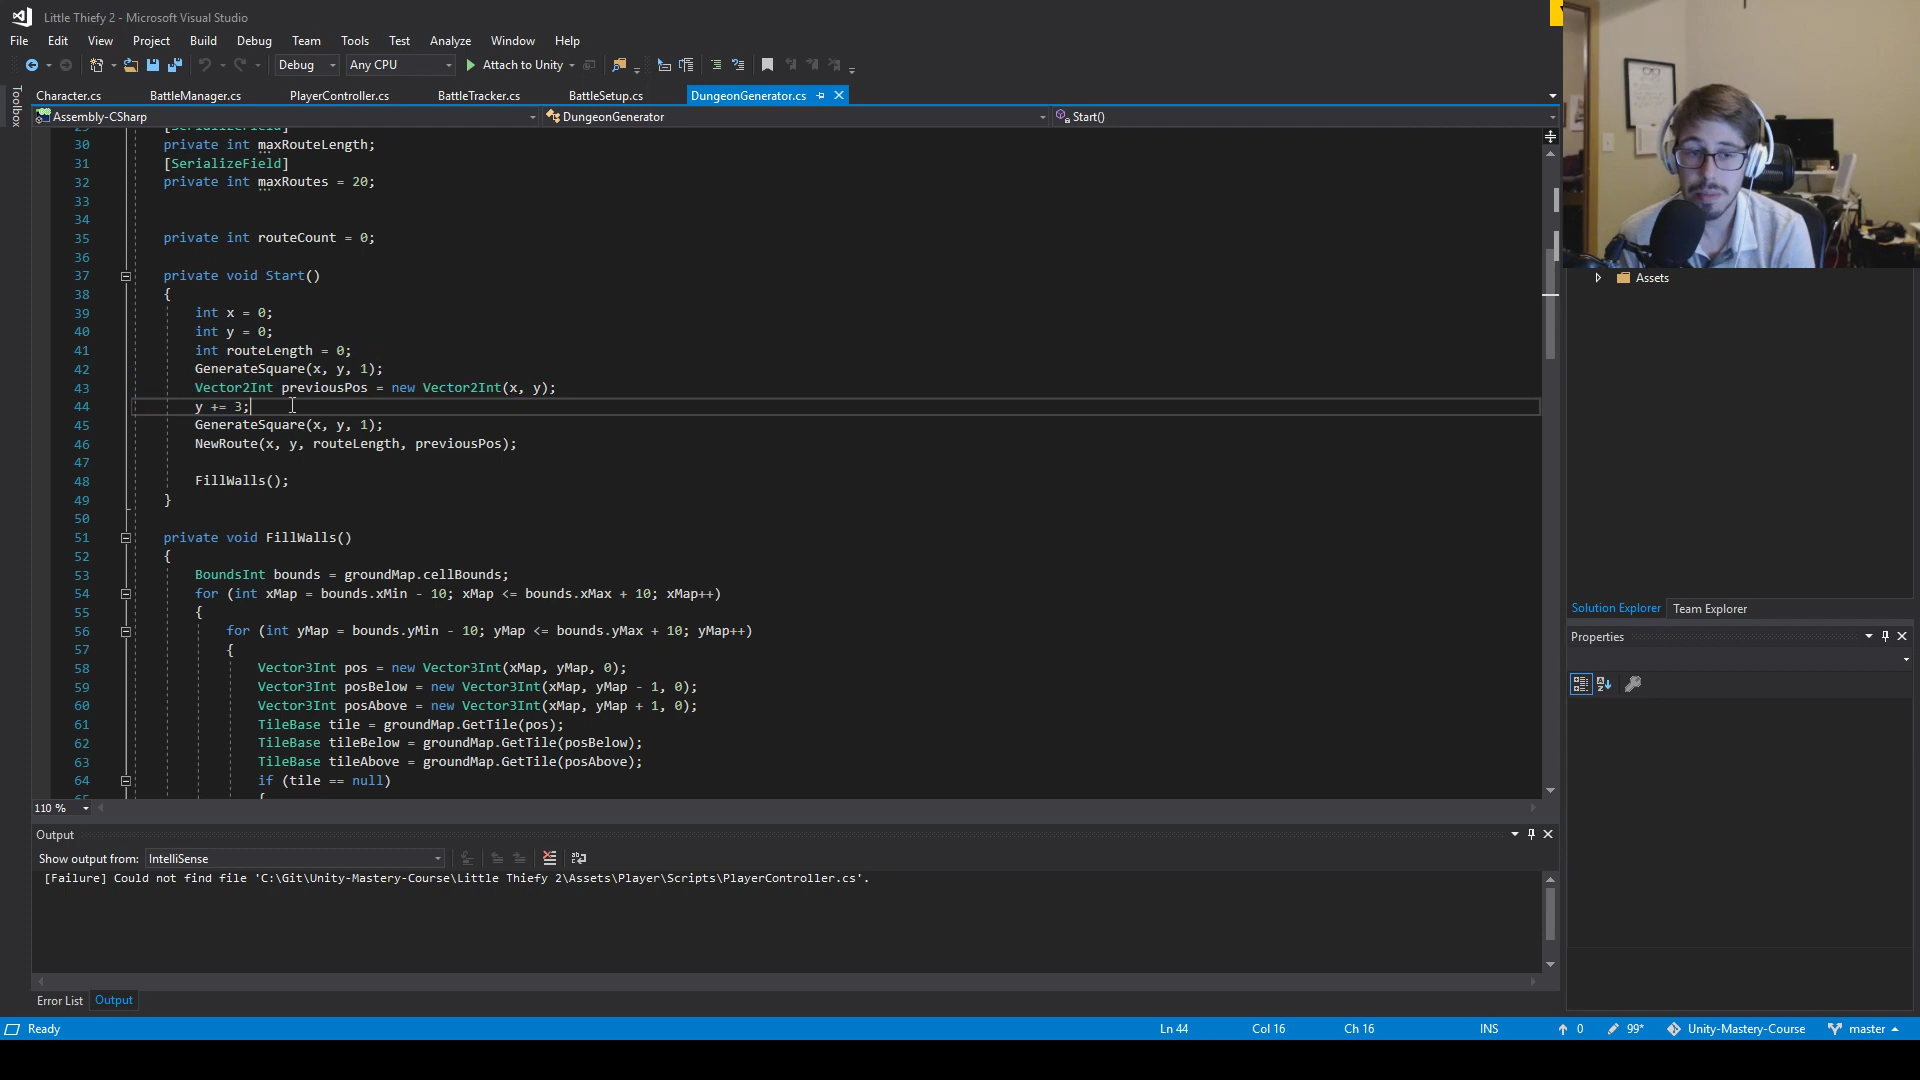 Little Thiefy 2 - Microsoft Visual Studio
File Edit View Project Build Debug Team Tools Test Analyze Window Help
Debug Any CPU Attach to Unity
Toolbox
Character.cs BattleManager.cs PlayerController.cs BattleTracker.cs BattleSetup.cs DungeonGenerator.cs
Assembly-CSharp DungeonGenerator Start()
29 [SerializeField]
30 private int maxRouteLength;
31 [SerializeField]
32 private int maxRoutes = 20;
33
34
35 private int routeCount = 0;
36
37 private void Start()
38 {
39 int x = 0;
40 int y = 0;
41 int routeLength = 0;
42 GenerateSquare(x, y, 1);
43 Vector2Int previousPos = new Vector2Int(x, y);
44 y += 3;
45 GenerateSquare(x, y, 1);
46 NewRoute(x, y, routeLength, previousPos);
47
48 FillWalls();
49 }
50
51 private void FillWalls()
52 {
53 BoundsInt bounds = groundMap.cellBounds;
54 for (int xMap = bounds.xMin - 10; xMap <= bounds.xMax + 10; xMap++)
55 {
56 for (int yMap = bounds.yMin - 10; yMap <= bounds.yMax + 10; yMap++)
57 {
58 Vector3Int pos = new Vector3Int(xMap, yMap, 0);
59 Vector3Int posBelow = new Vector3Int(xMap, yMap - 1, 0);
60 Vector3Int posAbove = new Vector3Int(xMap, yMap + 1, 0);
61 TileBase tile = groundMap.GetTile(pos);
62 TileBase tileBelow = groundMap.GetTile(posBelow);
63 TileBase tileAbove = groundMap.GetTile(posAbove);
64 if (tile == null)
65 {
110 %
Output
Show output from: IntelliSense
[Failure] Could not find file 'C:\Git\Unity-Mastery-Course\Little Thiefy 2\Assets\Player\Scripts\PlayerController.cs'.
Error List Output
Assets
Solution Explorer Team Explorer
Properties
Ready Ln 44 Col 16 Ch 16 INS 0 99* Unity-Mastery-Course master